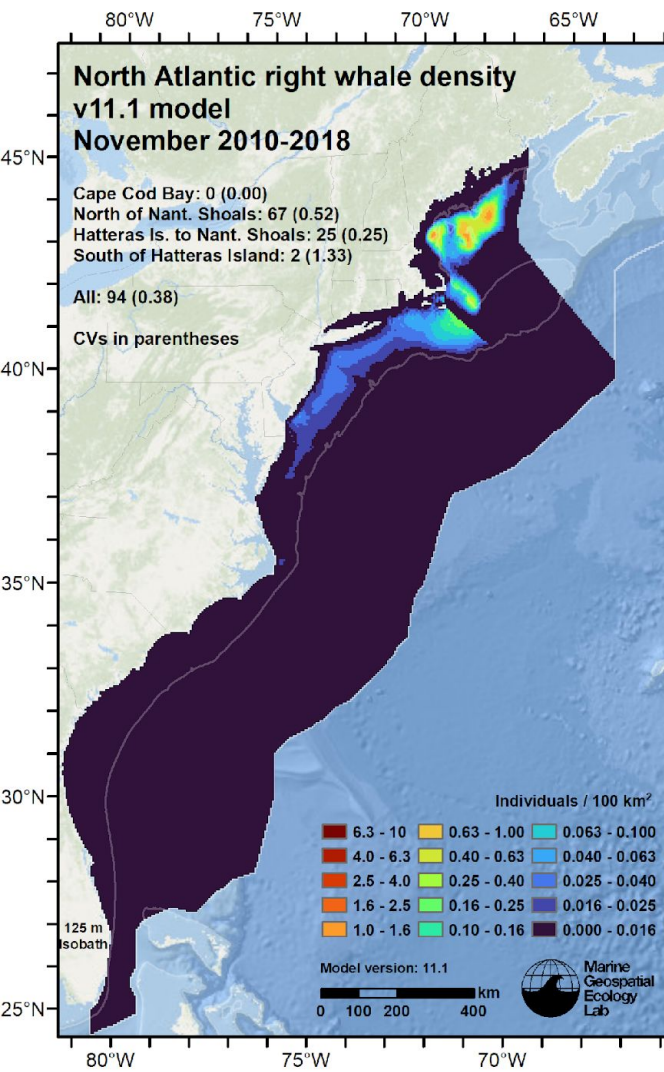 80°W 75°W 70°W 65°W
North Atlantic right whale density
v11.1 model
November 2010-2018
45°N
Cape Cod Bay: 0 (0.00)
North of Nant. Shoals: 67 (0.52)
Hatteras Is. to Nant. Shoals: 25 (0.25)
South of Hatteras Island: 2 (1.33)
All: 94 (0.38)
CVs in parentheses
40°N
35°N
30°N
Individuals / 100 km²
6.3 - 10 0.63 - 1.00 0.063 - 0.100
4.0 - 6.3 0.40 - 0.63 0.040 - 0.063
2.5 - 4.0 0.25 - 0.40 0.025 - 0.040
1.6 - 2.5 0.16 - 0.25 0.016 - 0.025
1.0 - 1.6 0.10 - 0.16 0.000 - 0.016
125 m
Isobath
Model version: 11.1
km
0 100 200 400
Marine
Geospatial
Ecology
Lab
25°N
80°W 75°W 70°W